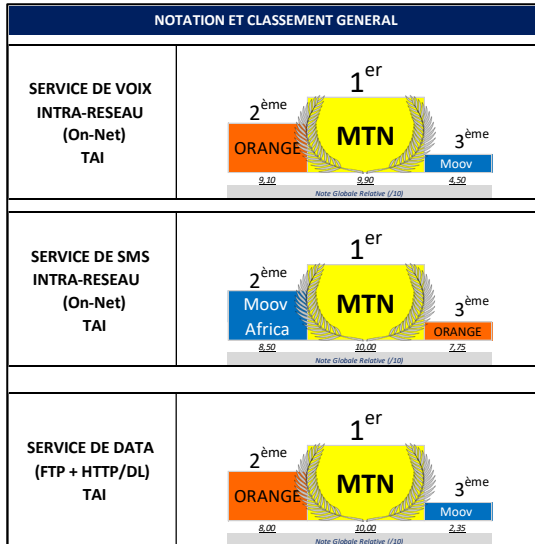 NOTATION ET CLASSEMENT GENERAL
SERVICE DE VOIX
INTRA-RESEAU
(On-Net)
TAI
1er
2ème
3ème
ORANGE
MTN
Moov
9,10
9,90
4,50
Note Globale Relative (/10)
SERVICE DE SMS
INTRA-RESEAU
(On-Net)
TAI
1er
2ème
3ème
Moov
Africa
MTN
ORANGE
8,50
10,00
7,75
Note Globale Relative (/10)
SERVICE DE DATA
(FTP + HTTP/DL)
TAI
1er
2ème
3ème
ORANGE
MTN
Moov
8,00
10,00
2,35
Note Globale Relative (/10)